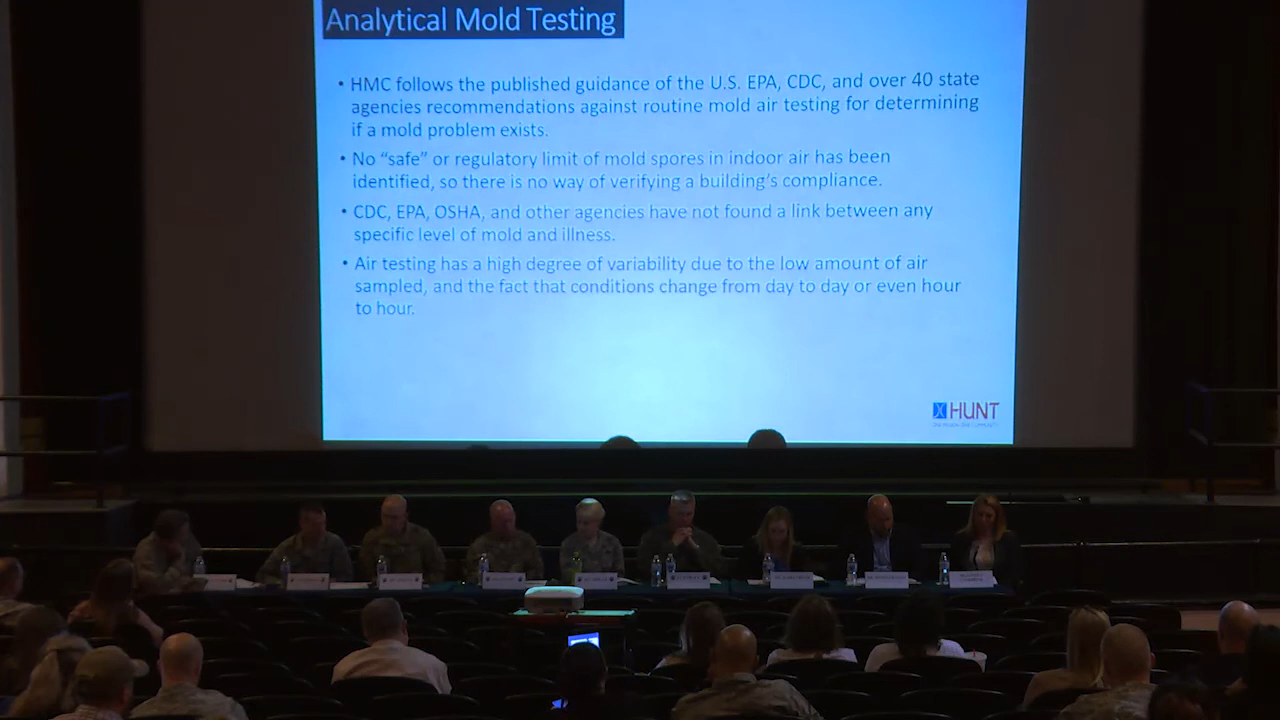 Analytical Mold Testing
• HMC follows the published guidance of the U.S. EPA, CDC, and over 40 state
agencies recommendations against routine mold air testing for determining
if a mold problem exists.
• No “safe” or regulatory limit of mold spores in indoor air has been
identified, so there is no way of verifying a building’s compliance.
• CDC, EPA, OSHA, and other agencies have not found a link between any
specific level of mold and illness.
• Air testing has a high degree of variability due to the low amount of air
sampled, and the fact that conditions change from day to day or even hour
to hour.
HUNT